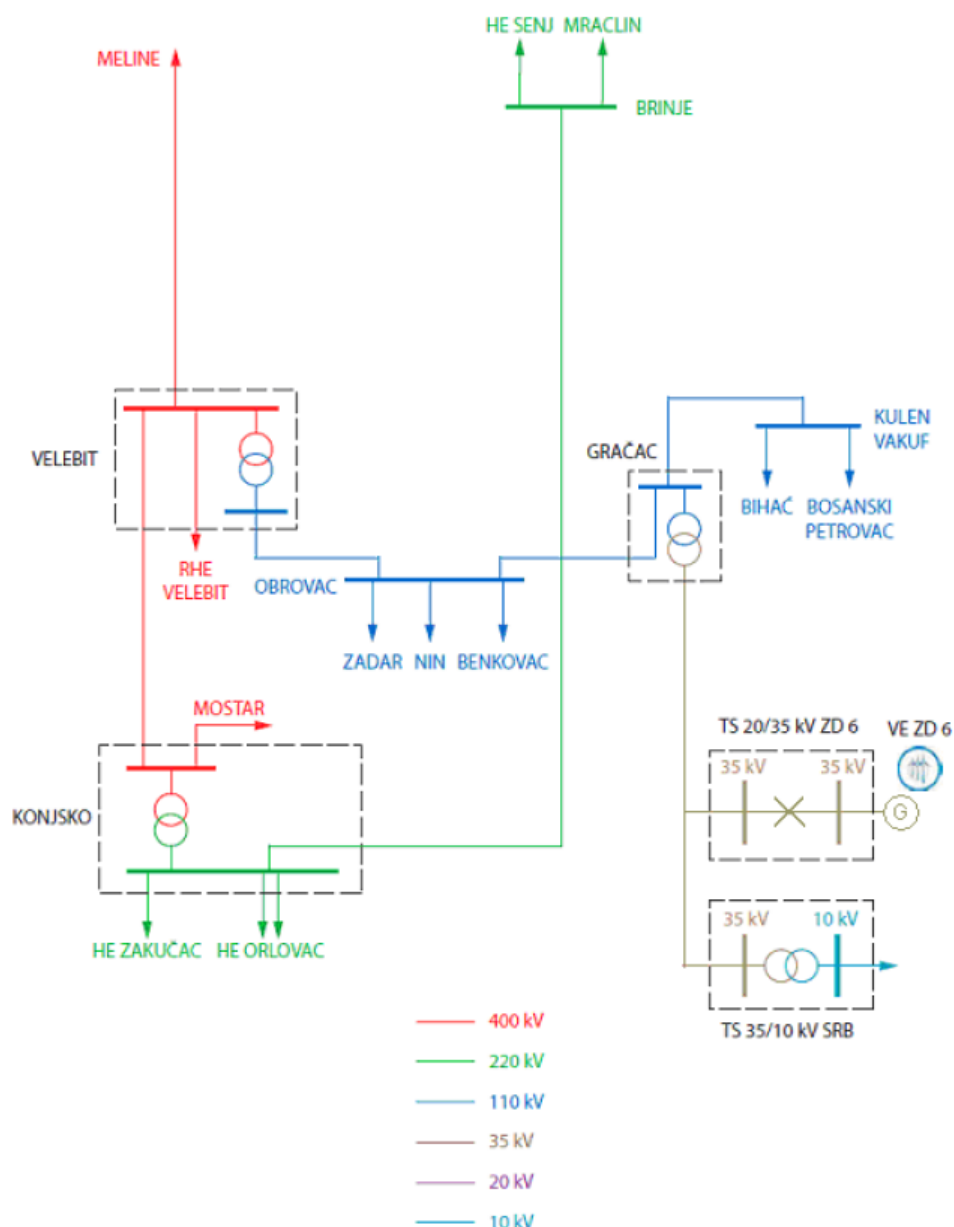 HE SENJ MRACLIN
MELINE
BRINJE
VELEBIT
GRAČAC
KULEN
VAKUF
BIHAĆ
BOSANSKI
PETROVAC
RHE
VELEBIT
OBROVAC
ZADAR NIN BENKOVAC
MOSTAR
TS 20/35 kV ZD 6
VE ZD 6
35 kV
35 kV
G
KONJSKO
HE ZAKUČAC HE ORLOVAC
35 kV
10 kV
TS 35/10 kV SRB
400 kV
220 kV
110 kV
35 kV
20 kV
10 kV